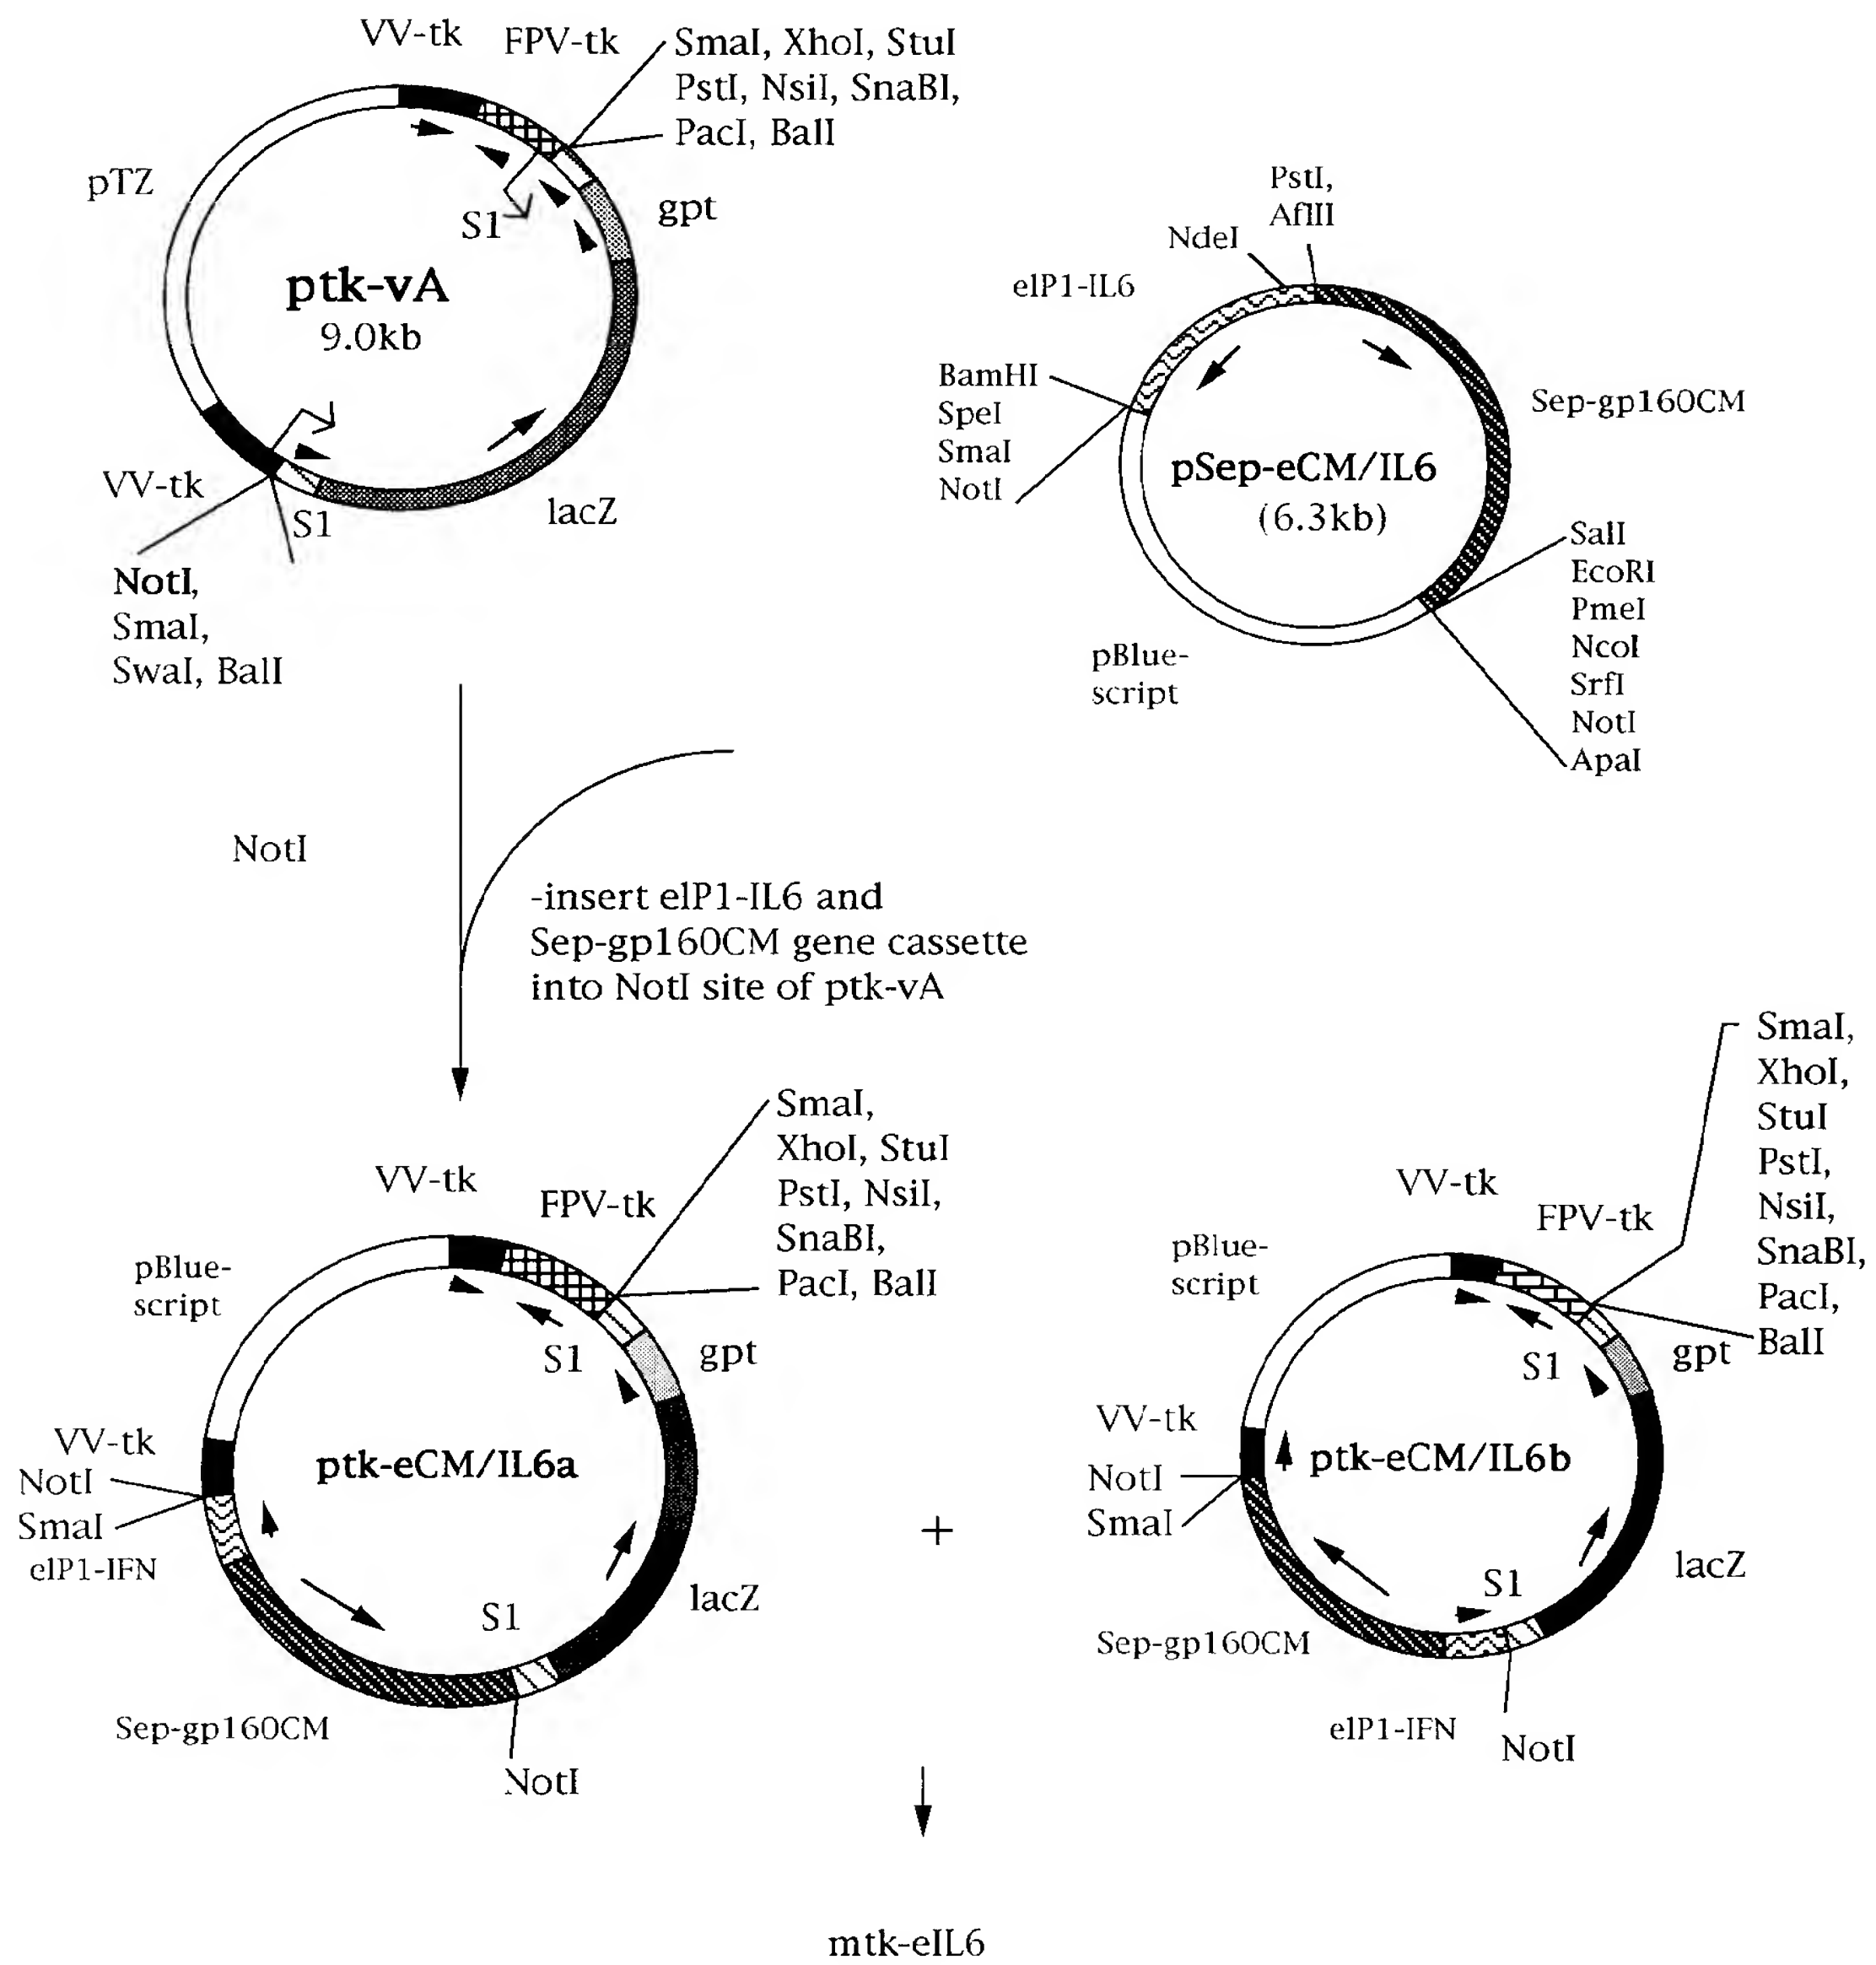 VV-tk
FPV-tk
SmaI, XhoI, StuI
PstI, NsiI, SnaBI,
PacI, BalI
pTZ
S1
gpt
ptk-vA
9.0kb
VV-tk
S1
lacZ
NotI,
SmaI,
SwaI, BalI
PstI,
AflIII
NdeI
elP1-IL6
BamHI
SpeI
SmaI
NotI
Sep-gp160CM
pSep-eCM/IL6
(6.3kb)
SalI
EcoRI
PmeI
NcoI
SrfI
NotI
ApaI
pBlue-
script
NotI
-insert elP1-IL6 and
Sep-gp160CM gene cassette
into NotI site of ptk-vA
VV-tk
FPV-tk
SmaI,
XhoI, StuI
PstI, NsiI,
SnaBI,
PacI, BalI
pBlue-
script
S1
gpt
VV-tk
NotI
SmaI
elP1-IFN
ptk-eCM/IL6a
S1
lacZ
Sep-gp160CM
NotI
+
VV-tk
FPV-tk
SmaI,
XhoI,
StuI
PstI,
NsiI,
SnaBI,
PacI,
BalI
pBlue-
script
S1
gpt
VV-tk
NotI
SmaI
ptk-eCM/IL6b
S1
lacZ
Sep-gp160CM
elP1-IFN
NotI
mtk-eIL6